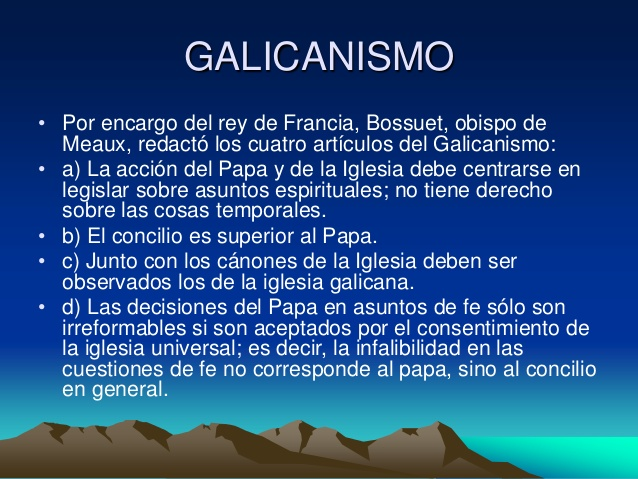 GALICANISMO
• Por encargo del rey de Francia, Bossuet, obispo de
Meaux, redactó los cuatro artículos del Galicanismo:
• a) La acción del Papa y de la Iglesia debe centrarse en
legislar sobre asuntos espirituales; no tiene derecho
sobre las cosas temporales.
• b) El concilio es superior al Papa.
• c) Junto con los cánones de la Iglesia deben ser
observados los de la iglesia galicana.
• d) Las decisiones del Papa en asuntos de fe sólo son
irreformables si son aceptados por el consentimiento de
la iglesia universal; es decir, la infalibilidad en las
cuestiones de fe no corresponde al papa, sino al concilio
en general.